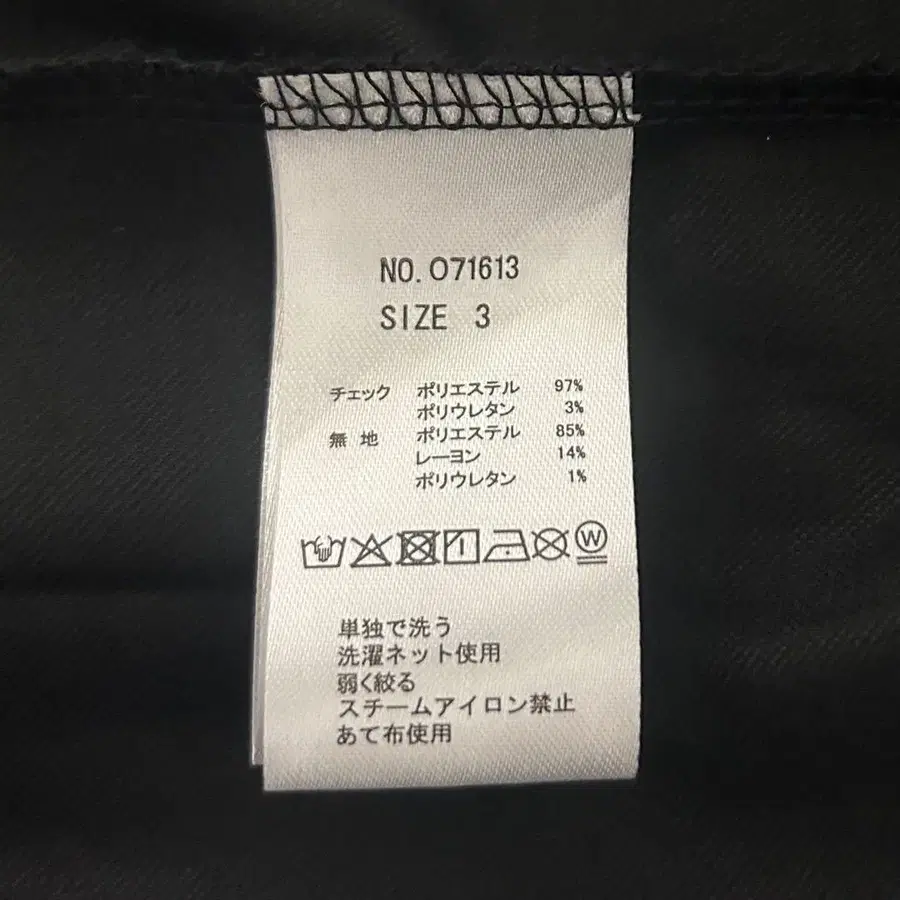 NO. 071613
SIZE 3
チェック ポリエステル 97%
ポリウレタン 3%
無 地 ポリエステル 85%
レーヨン 14%
ポリウレタン 1%
W
単独で洗う
洗濯ネット使用
弱く絞る
スチームアイロン禁止
あて布使用